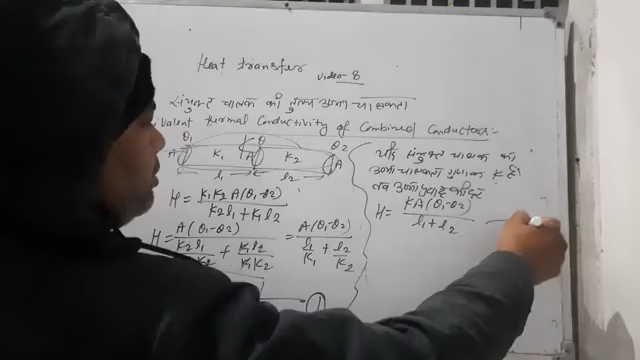 Heat transfer video-8
संयुक्त चालक की तुल्य ऊष्मा चालकता
valent thermal Conductivity of Combined Conductors:-
θ₁ θ θ₂
A K₁ A K₂ A
l₁ l₂
H = K₁K₂A(θ₁-θ₂) / K₂l₁+K₁l₂
H = A(θ₁-θ₂) / K₂l₁/K₁K₂ + K₁l₂/K₁K₂ = A(θ₁-θ₂) / l₁/K₁ + l₂/K₂
①
यदि संयुक्त चालक का
ऊष्मा चालकता गुणांक K हो
तब ऊष्मा प्रवाह की दर
H = KA(θ₁-θ₂) / l₁+l₂